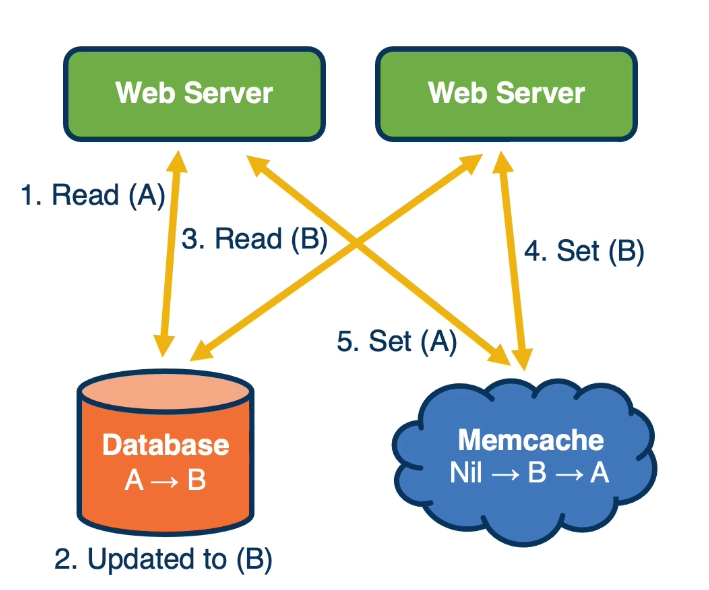 Web Server
Web Server
1. Read (A)
3. Read (B)
4. Set (B)
5. Set (A)
Database
A → B
Memcache
Nil → B → A
2. Updated to (B)